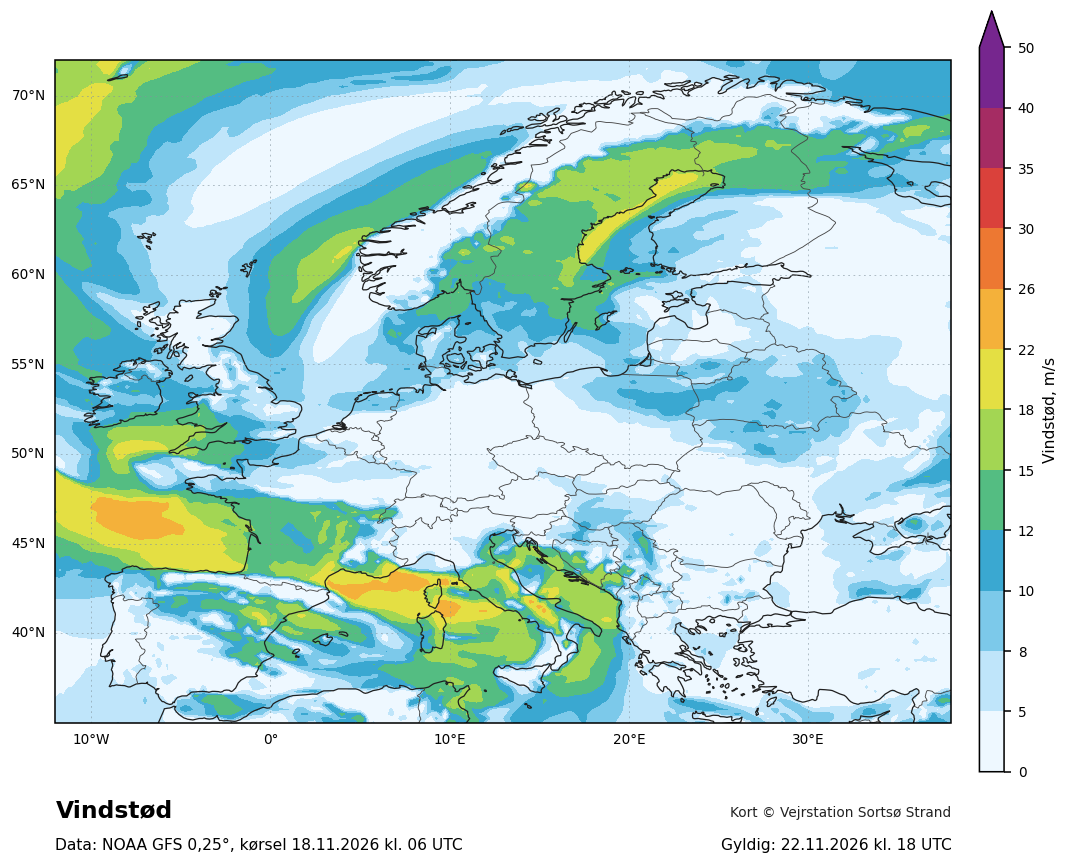 70°N
65°N
60°N
55°N
50°N
45°N
40°N
10°W
0°
10°E
20°E
30°E
50
40
35
30
26
22
18
15
12
10
8
5
0
Vindstød, m/s
Vindstød
Kort © Vejrstation Sortsø Strand
Data: NOAA GFS 0,25°, kørsel 18.11.2026 kl. 06 UTC
Gyldig: 22.11.2026 kl. 18 UTC